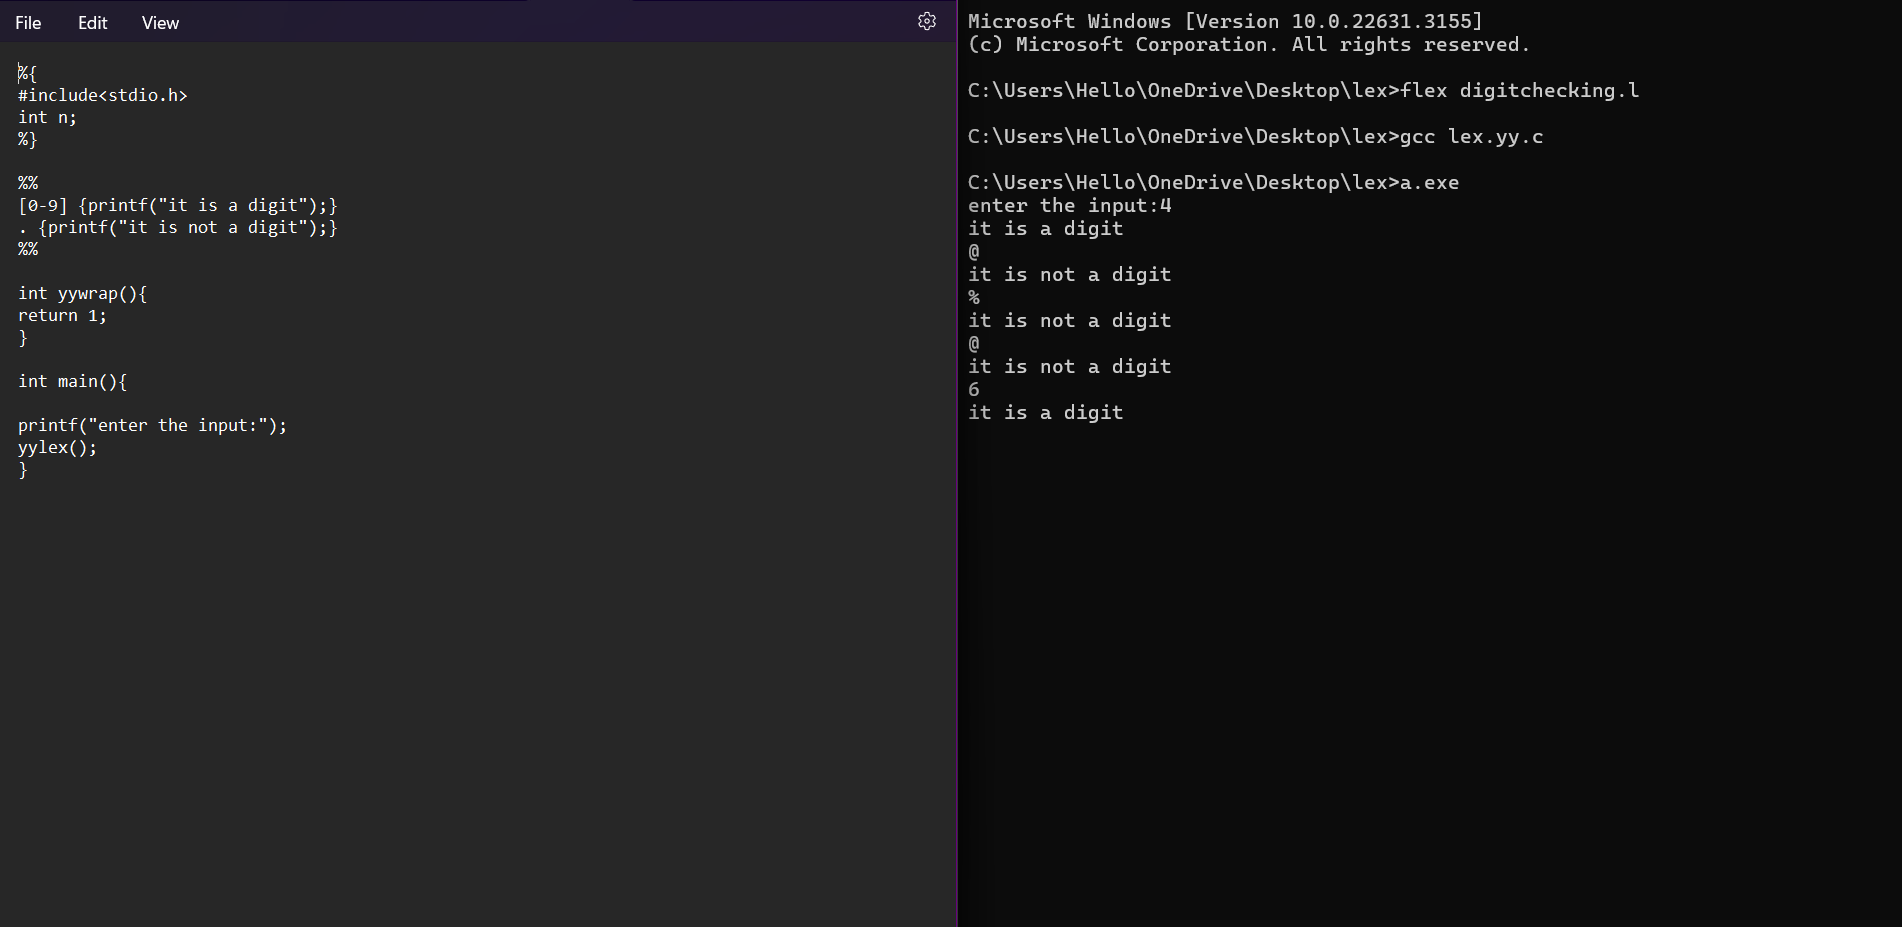 File Edit View
%{
#include<stdio.h>
int n;
%}
%%
[0-9] {printf("it is a digit");}
. {printf("it is not a digit");}
%%
int yywrap(){
return 1;
}
int main(){
printf("enter the input:");
yylex();
}
Microsoft Windows [Version 10.0.22631.3155]
(c) Microsoft Corporation. All rights reserved.
C:\Users\Hello\OneDrive\Desktop\lex>flex digitchecking.l
C:\Users\Hello\OneDrive\Desktop\lex>gcc lex.yy.c
C:\Users\Hello\OneDrive\Desktop\lex>a.exe
enter the input:4
it is a digit
@
it is not a digit
%
it is not a digit
@
it is not a digit
6
it is a digit